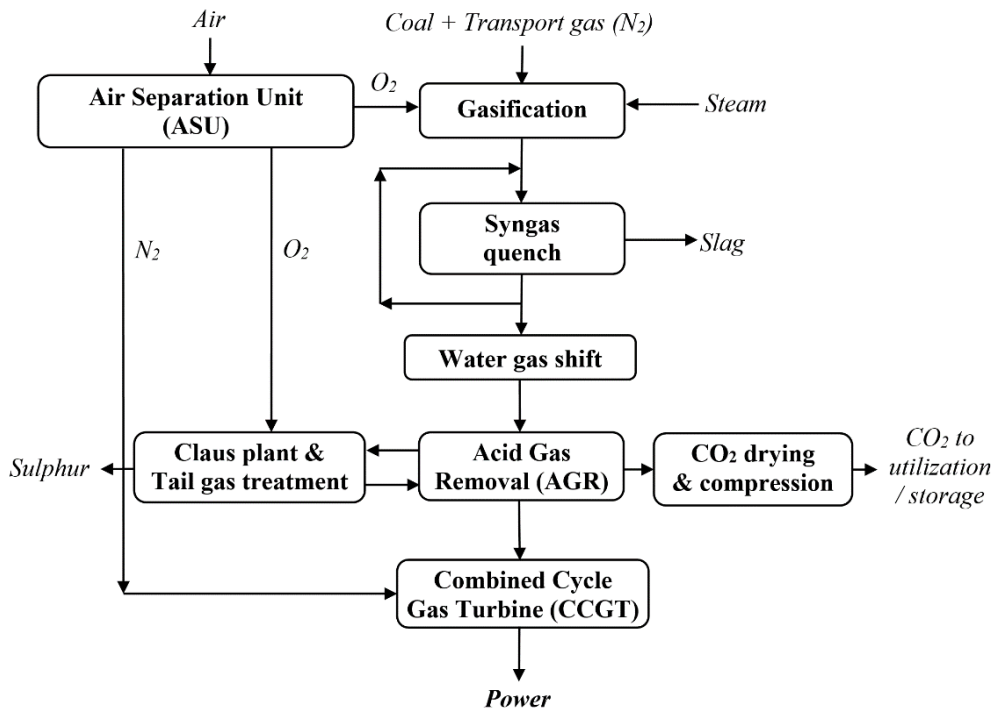 Air
Coal + Transport gas (N₂)
Air Separation Unit
(ASU)
O₂
Gasification
Steam
N₂
O₂
Syngas
quench
Slag
Water gas shift
Sulphur
Claus plant &
Tail gas treatment
Acid Gas
Removal (AGR)
CO₂ drying
& compression
CO₂ to
utilization
/ storage
Combined Cycle
Gas Turbine (CCGT)
Power